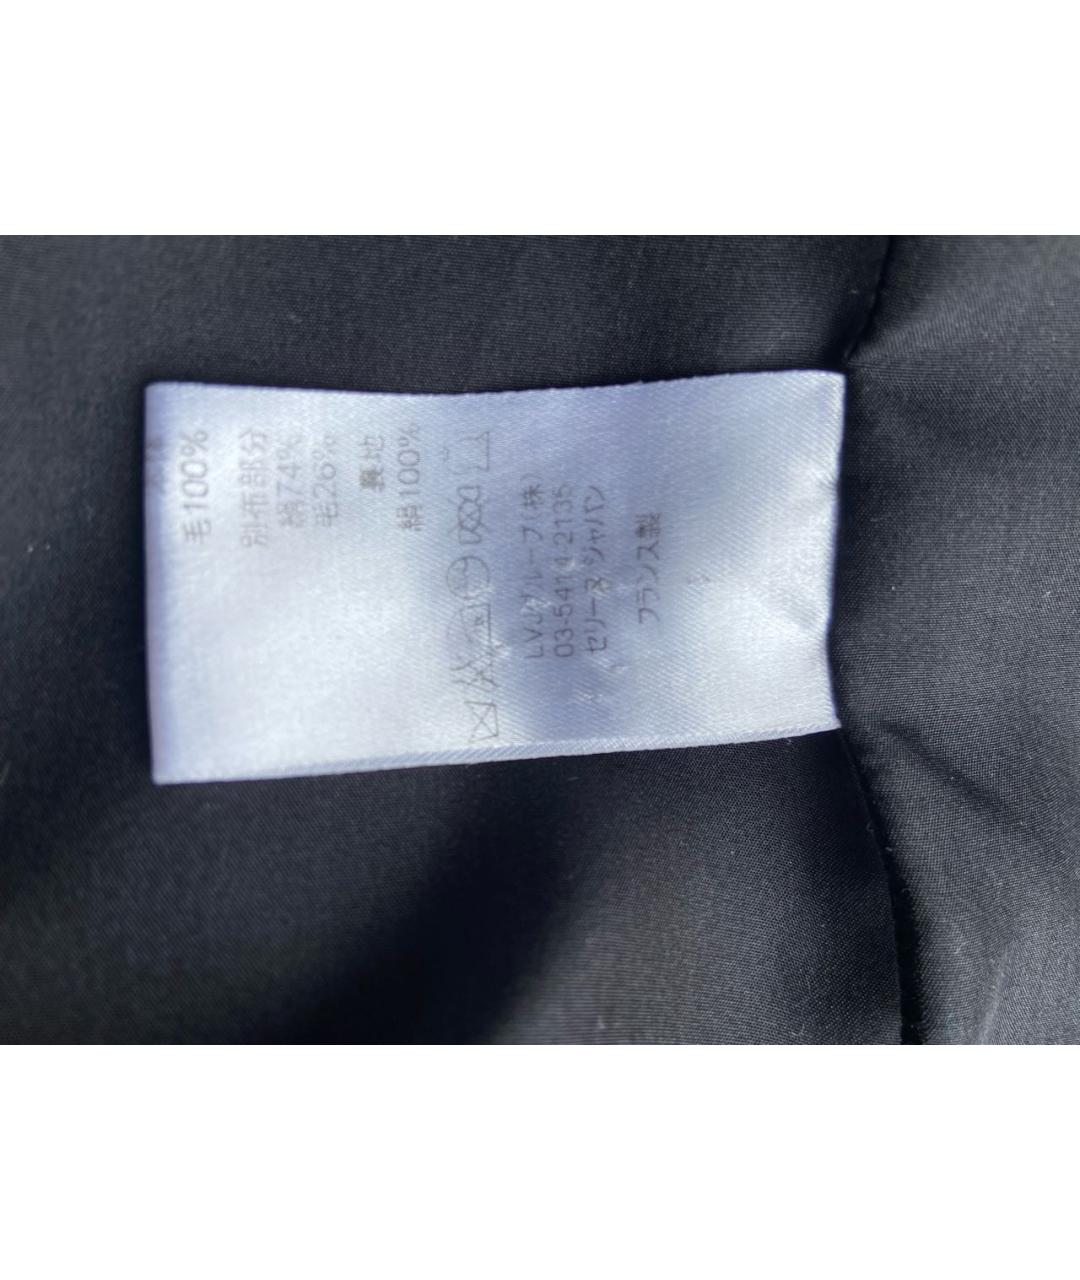 毛100%
別布部分
絹74%
毛26%
裏地
絹100%
LVJグループ(株)
03-5414-2135
セリーヌ ジャパン
フランス製